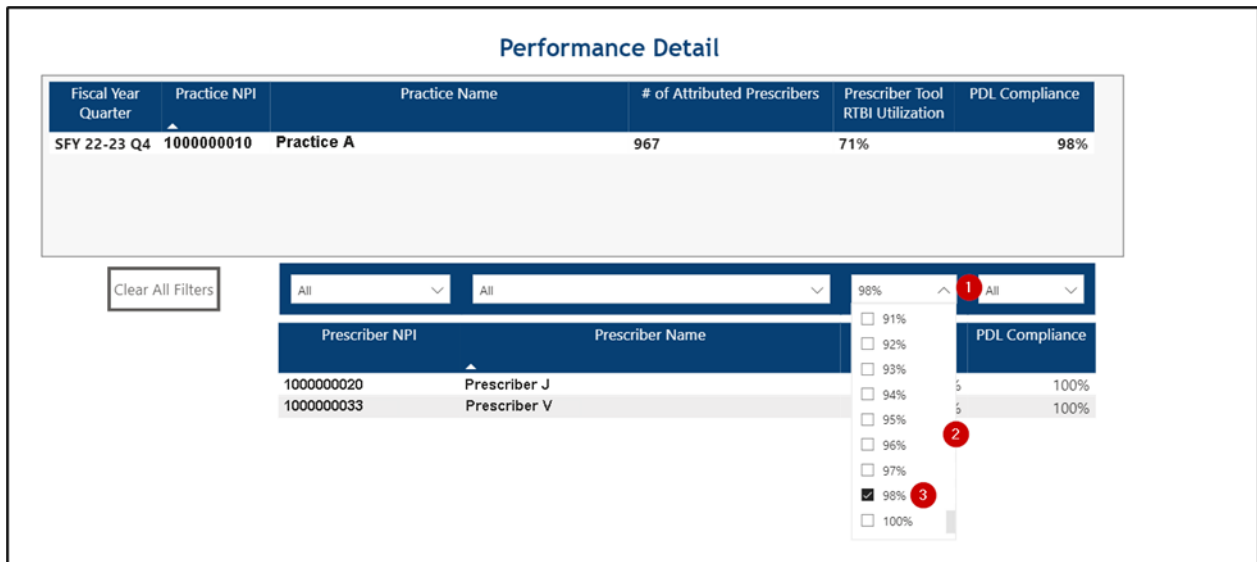 Performance Detail
Fiscal Year Quarter Practice NPI Practice Name # of Attributed Prescribers Prescriber Tool RTBI Utilization PDL Compliance
SFY 22-23 Q4 1000000010 Practice A 967 71% 98%
Clear All Filters All All 98% 1 All
91%
Prescriber NPI Prescriber Name PDL Compliance
92%
93%
1000000020 Prescriber J 100%
94%
1000000033 Prescriber V 100%
95%
2
96%
97%
98% 3
100%